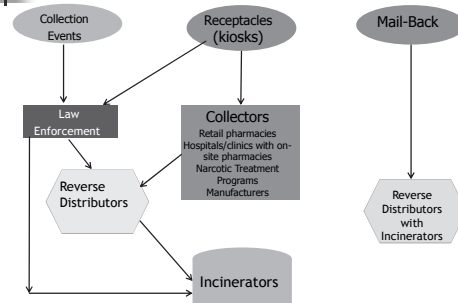 Collection
Events
Receptacles
(kiosks)
Mail-Back
Law
Enforcement
Collectors
Retail pharmacies
Hospitals/clinics with on-
site pharmacies
Narcotic Treatment
Programs
Manufacturers
Reverse
Distributors
Reverse
Distributors
with
Incinerators
Incinerators